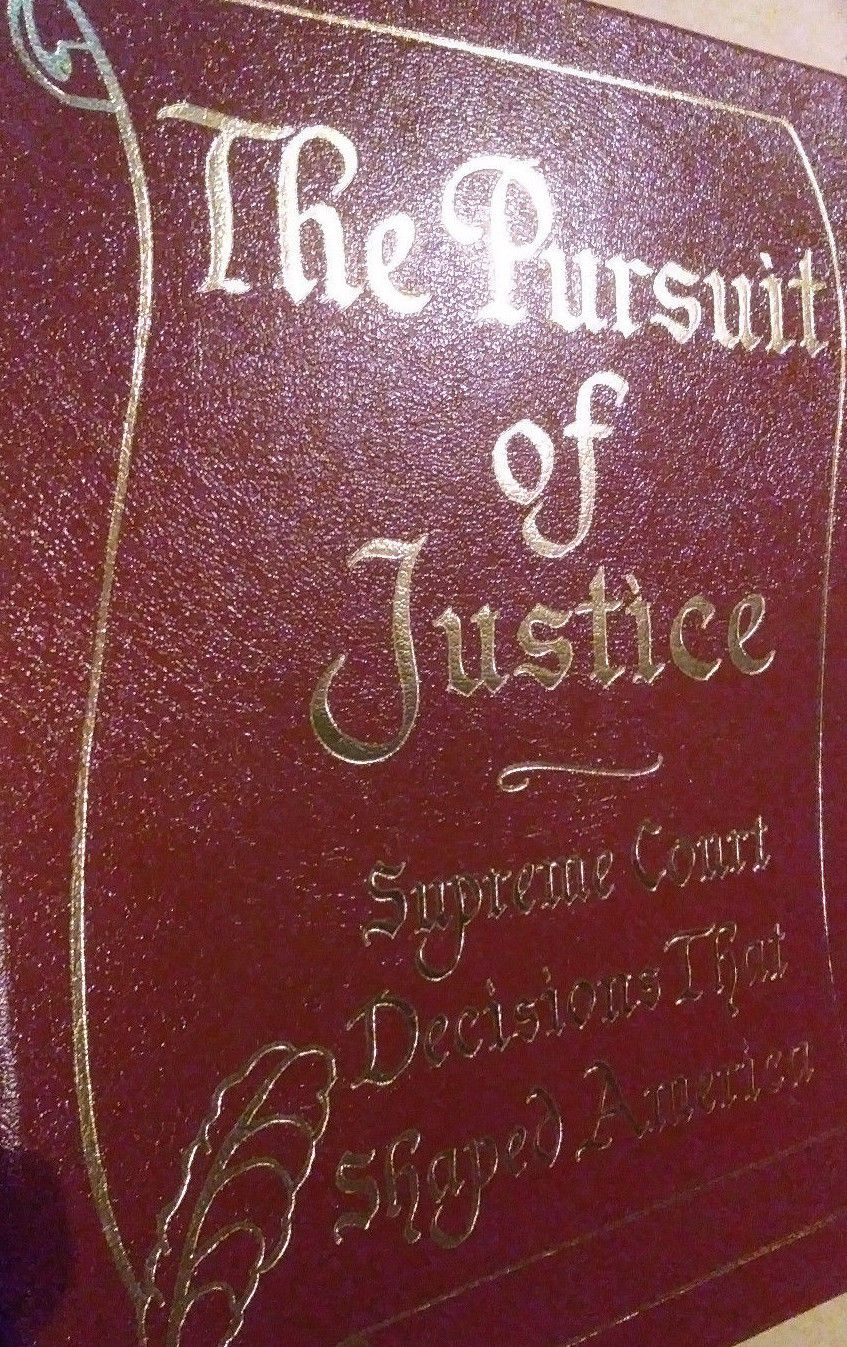 The Pursuit
of
Justice
Supreme Court
Decisions That
Shaped America